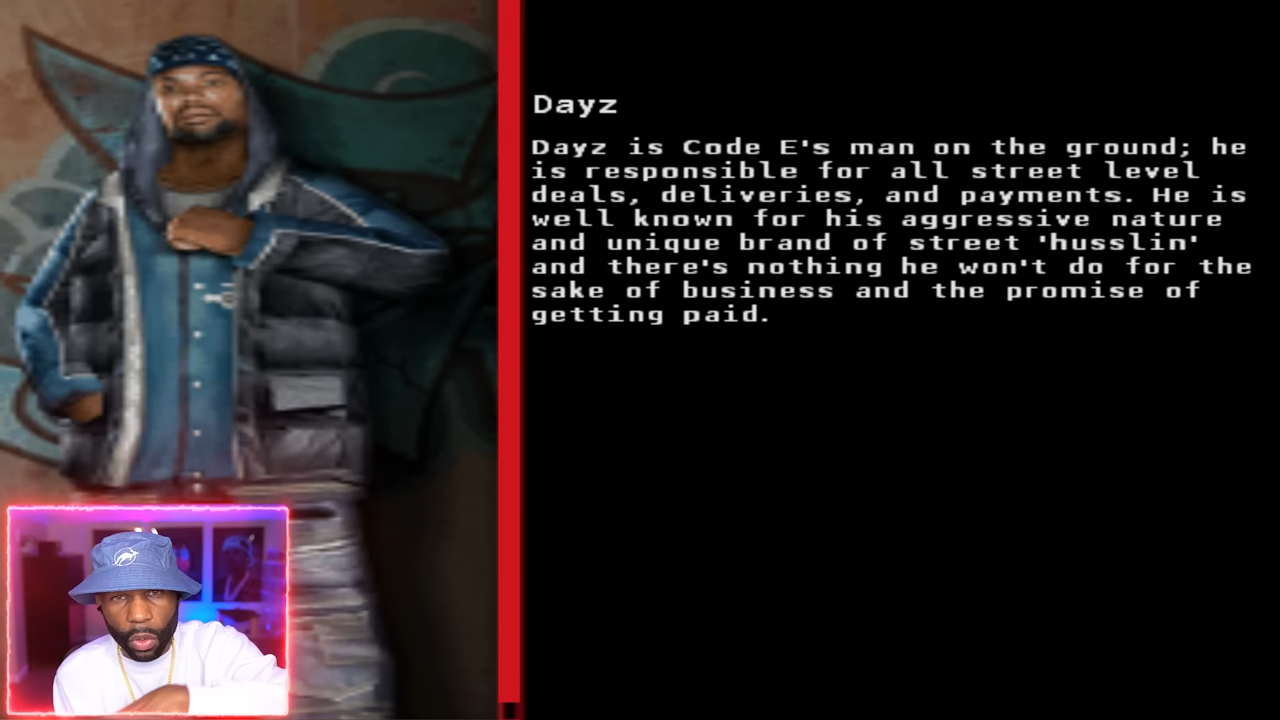 Dayz
Dayz is Code E's man on the ground; he
is responsible for all street level
deals, deliveries, and payments. He is
well known for his aggressive nature
and unique brand of street 'husslin'
and there's nothing he won't do for the
sake of business and the promise of
getting paid.